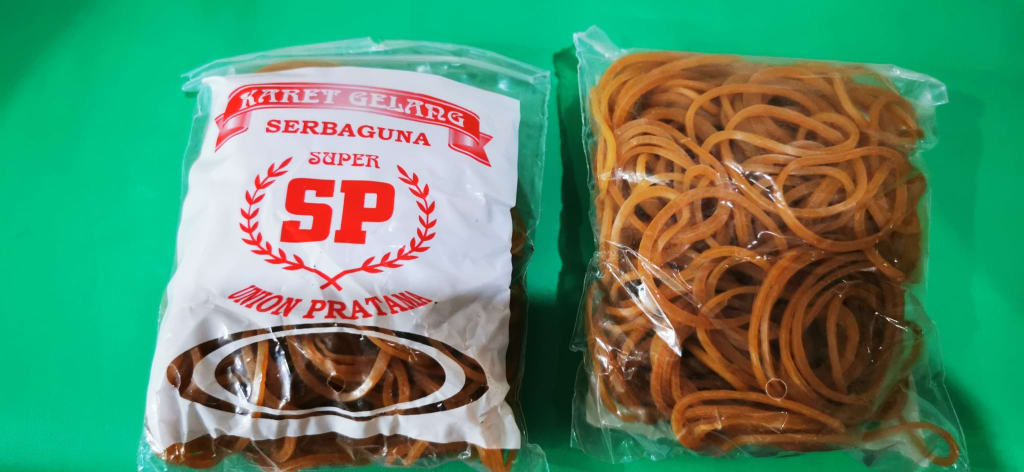 KARET GELANG
SERBAGUNA
SUPER
SP
UNION PRATAMA